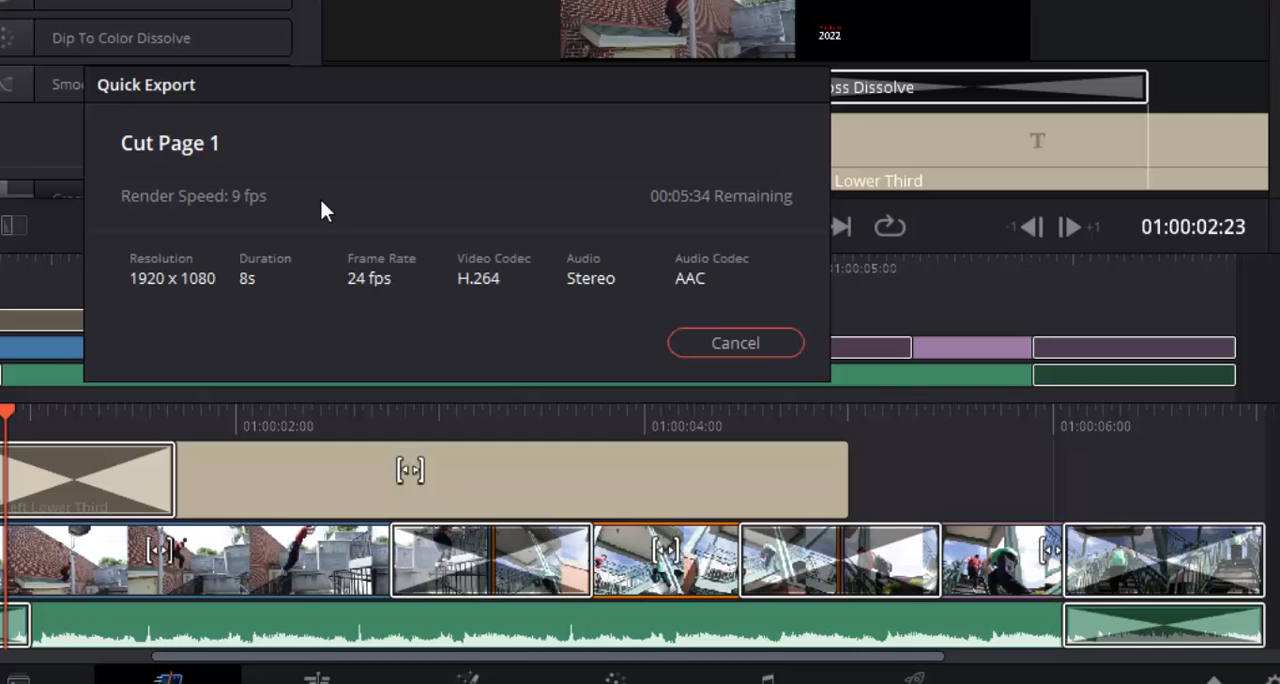 Dip To Color Dissolve
2022
Smo
Quick Export
oss Dissolve
Cut Page 1
T
Lower Third
Render Speed: 9 fps
00:05:34 Remaining
-1
+1
01:00:02:23
Resolution
Duration
Frame Rate
Video Codec
Audio
Audio Codec
1920 x 1080
8s
24 fps
H.264
Stereo
AAC
01:00:05:00
Cancel
01:00:02:00
01:00:04:00
01:00:06:00
eft Lower Third